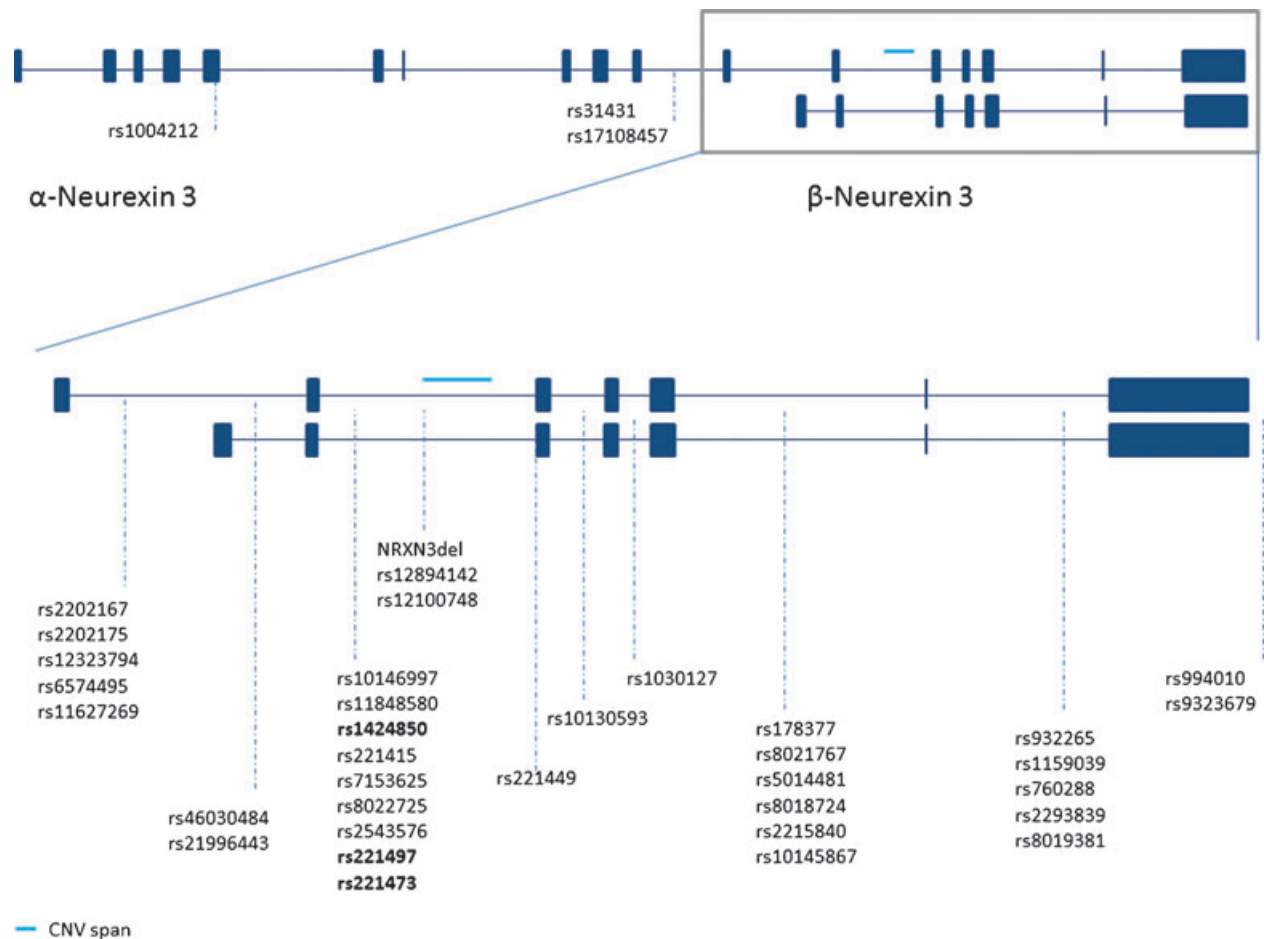 rs1004212
rs31431
rs17108457
α-Neurexin 3
β-Neurexin 3
NRXN3del
rs12894142
rs12100748
rs2202167
rs2202175
rs12323794
rs6574495
rs11627269
rs46030484
rs21996443
rs10146997
rs11848580
rs1424850
rs221415
rs7153625
rs8022725
rs2543576
rs221497
rs221473
rs221449
rs10130593
rs1030127
rs178377
rs8021767
rs5014481
rs8018724
rs2215840
rs10145867
rs932265
rs1159039
rs760288
rs2293839
rs8019381
rs994010
rs9323679
CNV span